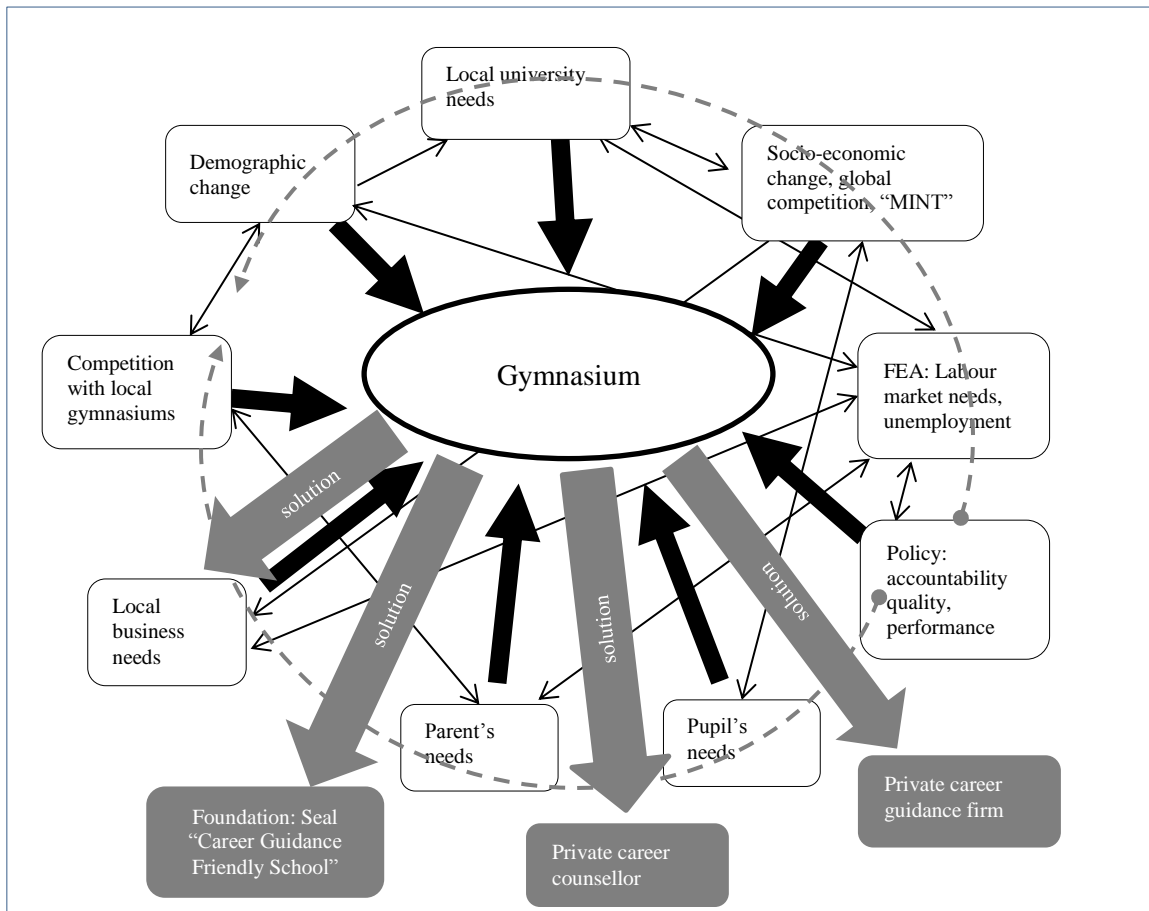 Local university
needs
Demographic
change
Socio-economic
change, global
competition, “MINT”
Competition
with local
gymnasiums
Gymnasium
FEA: Labour
market needs,
unemployment
solution
solution
solution
solution
Policy:
accountability
quality,
performance
Local
business
needs
Parent’s
needs
Pupil’s
needs
Foundation: Seal
“Career Guidance
Friendly School”
Private career
counsellor
Private career
guidance firm